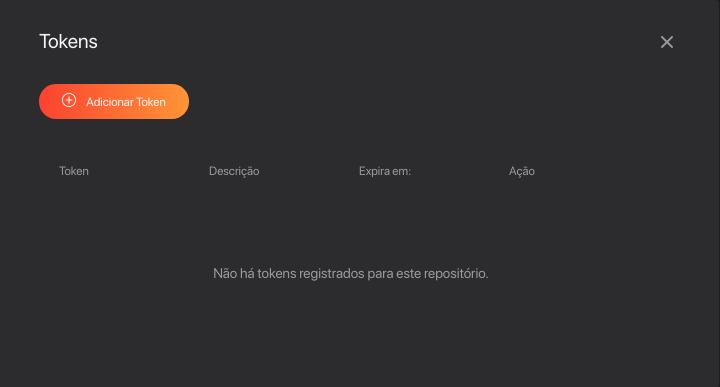 Tokens
Adicionar Token
Token Descrição Expira em: Ação
Não há tokens registrados para este repositório.